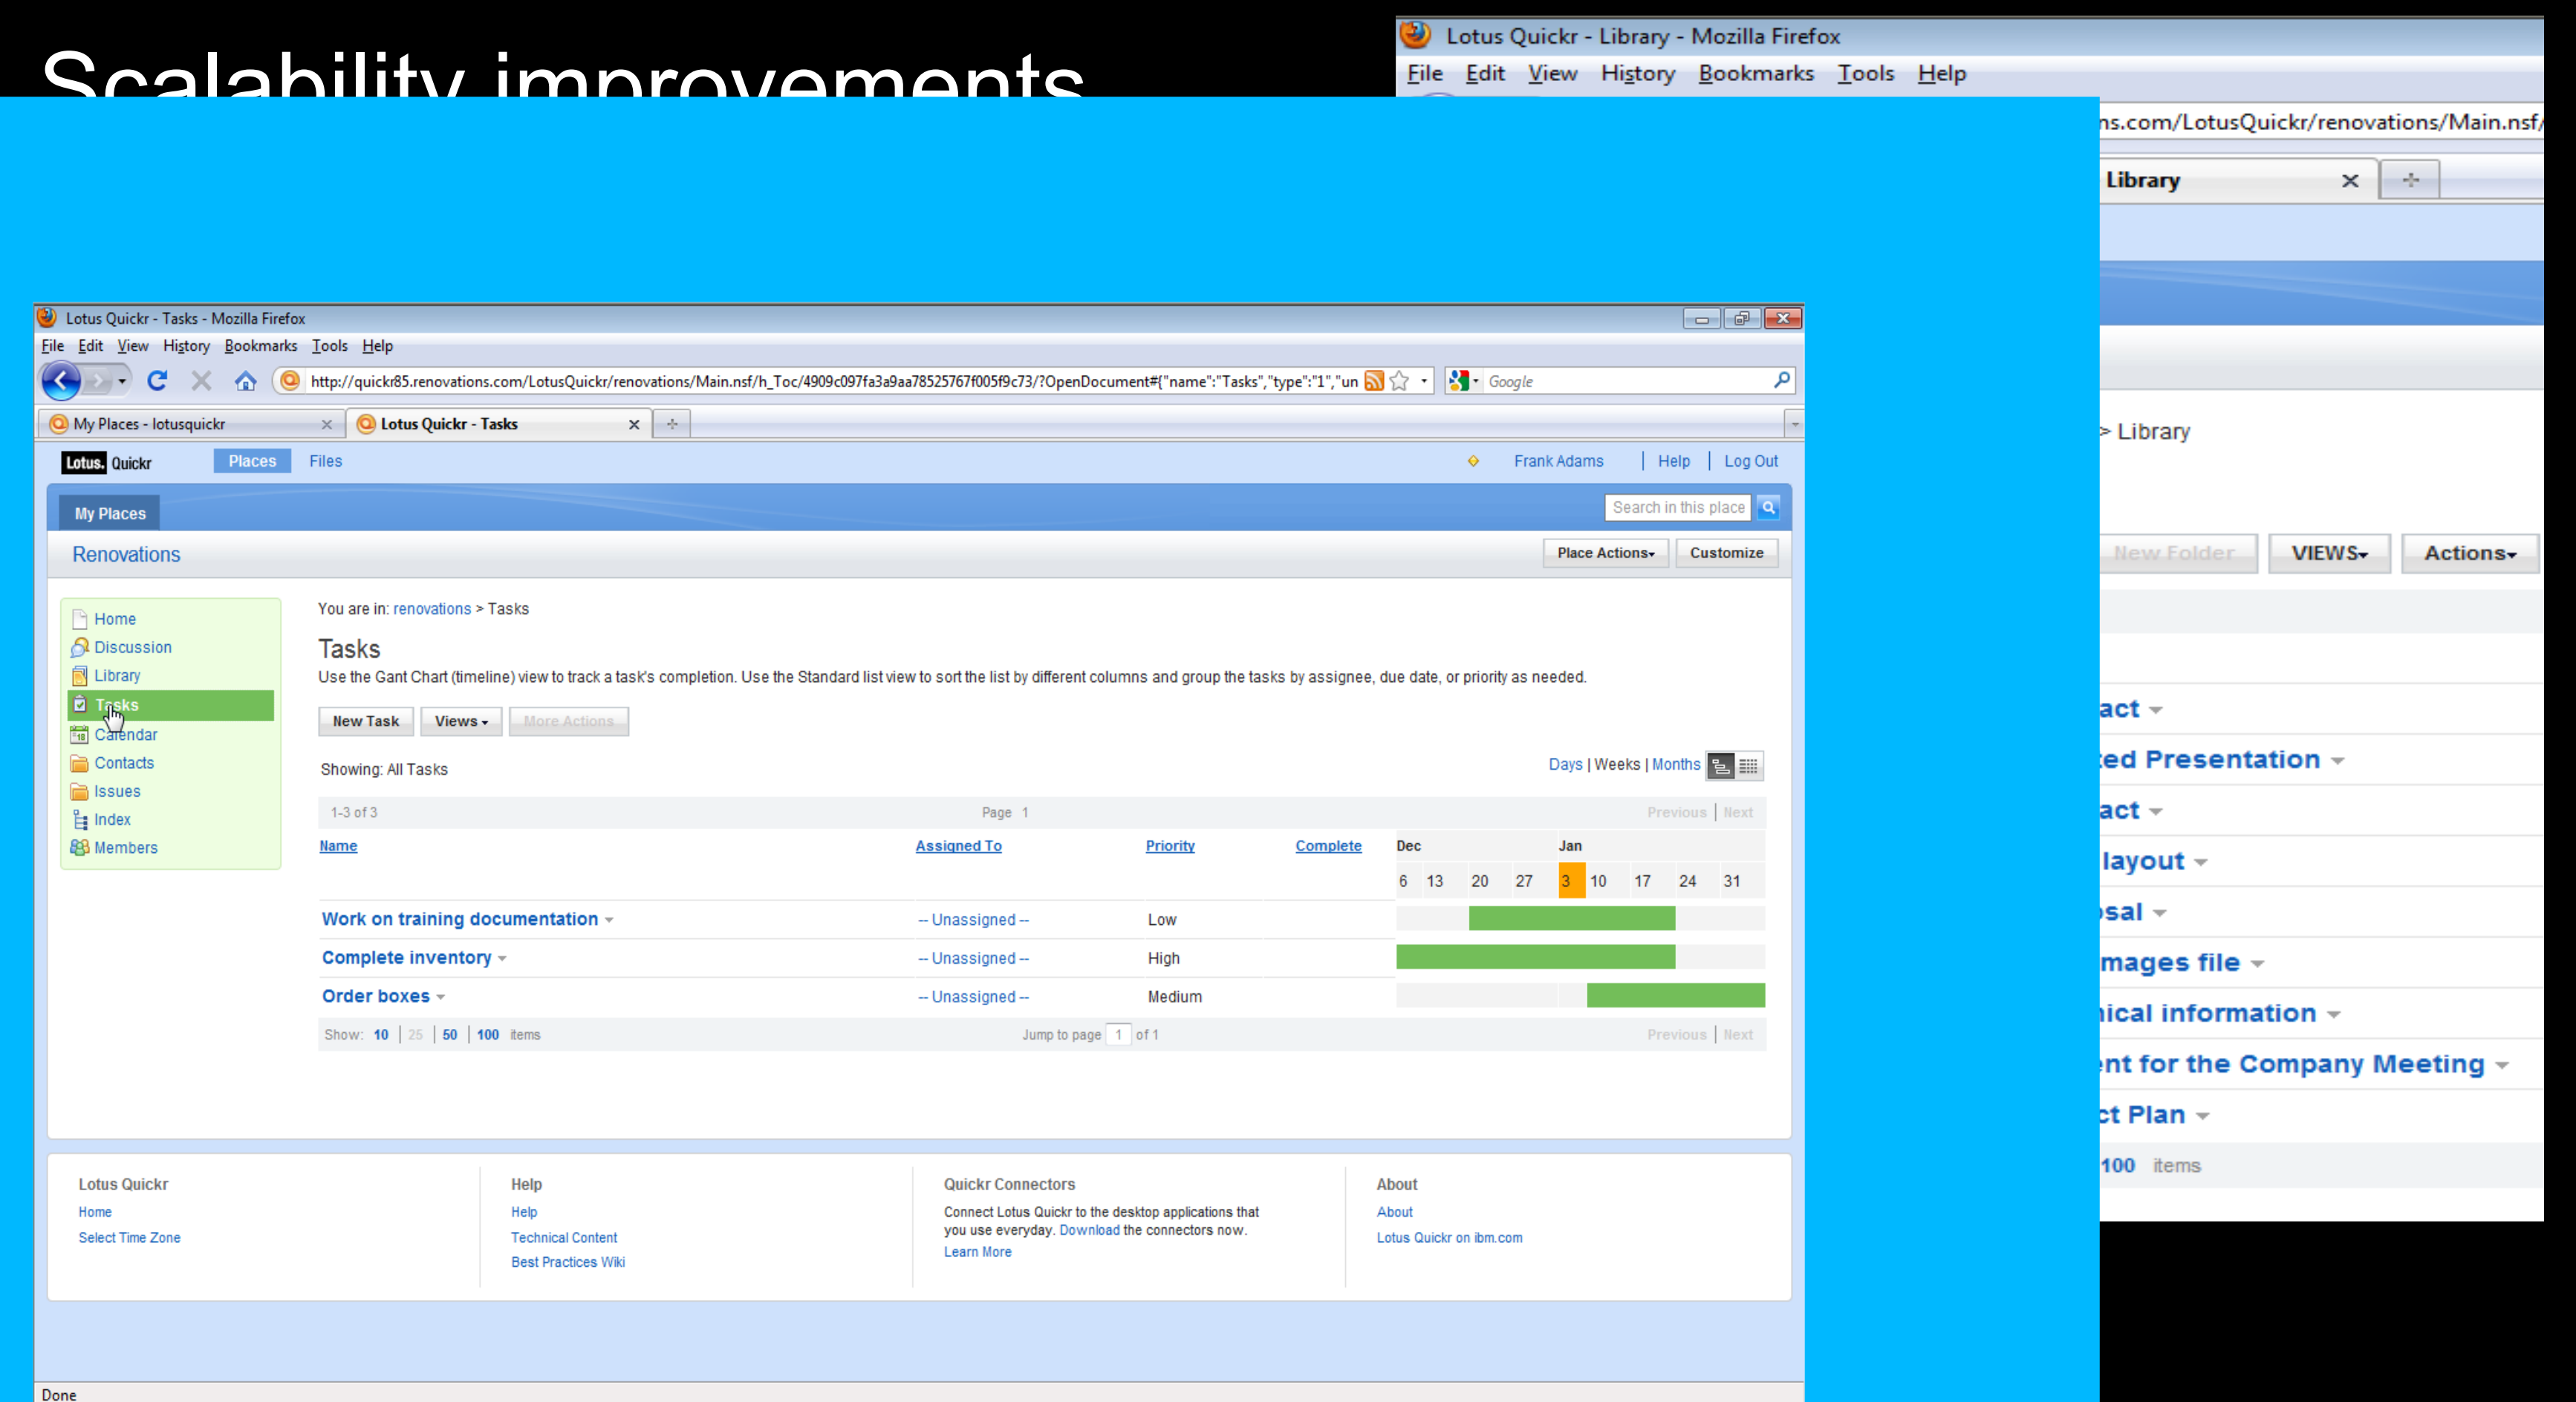 Scalability improvements
Lotus Quickr - Library - Mozilla Firefox
File Edit View History Bookmarks Tools Help
ns.com/LotusQuickr/renovations/Main.nsf/
Library
> Library
New Folder VIEWS Actions
act
ted Presentation
act
layout
osal
mages file
nical information
ent for the Company Meeting
ct Plan
100 items
Lotus Quickr - Tasks - Mozilla Firefox
File Edit View History Bookmarks Tools Help
http://quickr85.renovations.com/LotusQuickr/renovations/Main.nsf/h_Toc/4909c097fa3a9aa78525767f005f9c73/?OpenDocument#{"name":"Tasks","type":"1","un Google
My Places - lotusquickr Lotus Quickr - Tasks
Lotus. Quickr Places Files Frank Adams | Help | Log Out
My Places Search in this place
Renovations Place Actions Customize
Home
Discussion
Library
Tasks
Calendar
Contacts
Issues
Index
Members
You are in: renovations > Tasks
Tasks
Use the Gant Chart (timeline) view to track a task's completion. Use the Standard list view to sort the list by different columns and group the tasks by assignee, due date, or priority as needed.
New Task Views More Actions
Showing: All Tasks Days | Weeks | Months
1-3 of 3 Page 1 Previous | Next
Name Assigned To Priority Complete Dec Jan
6 13 20 27 3 10 17 24 31
Work on training documentation -- Unassigned -- Low
Complete inventory -- Unassigned -- High
Order boxes -- Unassigned -- Medium
Show: 10 | 25 | 50 | 100 items Jump to page 1 of 1 Previous | Next
Lotus Quickr
Home
Select Time Zone
Help
Help
Technical Content
Best Practices Wiki
Quickr Connectors
Connect Lotus Quickr to the desktop applications that
you use everyday. Download the connectors now.
Learn More
About
About
Lotus Quickr on ibm.com
Done